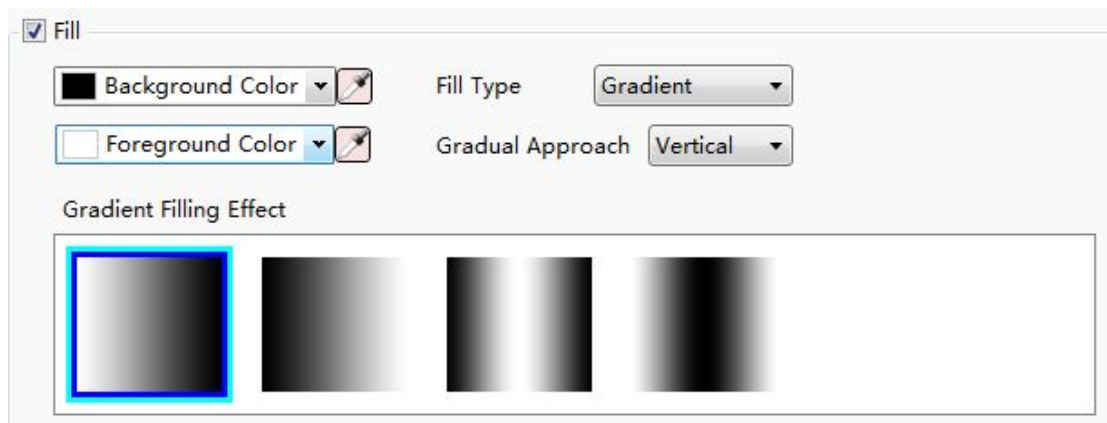 Fill
Background Color Fill Type Gradient
Foreground Color Gradual Approach Vertical
Gradient Filling Effect